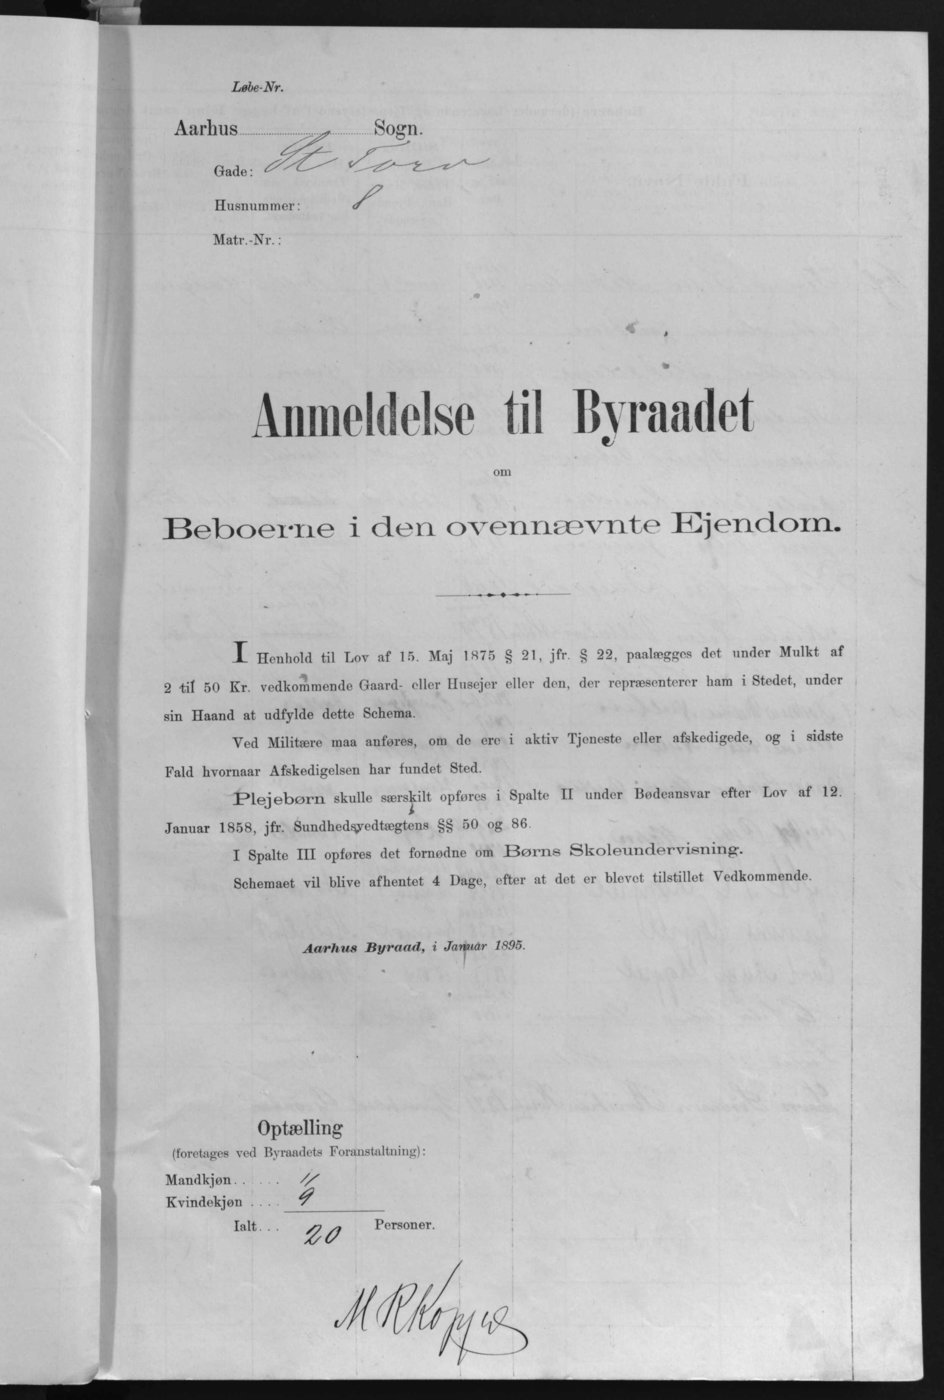 Løbe-Nr.
Aarhus Sogn.
Gade: St Torv
Husnummer: 8
Matr.-Nr.:
Anmeldelse til Byraadet
om
Beboerne i den ovennævnte Ejendom.
I Henhold til Lov af 15. Maj 1875 § 21, jfr. § 22, paalægges det under Mulkt af
2 til 50 Kr. vedkommende Gaard- eller Husejer eller den, der repræsenterer ham i Stedet, under
sin Haand at udfylde dette Schema.
Ved Militære maa anføres, om de ere i aktiv Tjeneste eller afskedigede, og i sidste
Fald hvornaar Afskedigelsen har fundet Sted.
Plejebørn skulle særskilt opføres i Spalte II under Bødeansvar efter Lov af 12.
Januar 1858, jfr. Sundhedsvedtægtens §§ 50 og 86.
I Spalte III opføres det fornødne om Børns Skoleundervisning.
Schemaet vil blive afhentet 4 Dage, efter at det er blevet tilstillet Vedkommende.
Aarhus Byraad, i Januar 1895.
Optælling
(foretages ved Byraadets Foranstaltning):
Mandkjøn...... 11
Kvindekjøn.... 9
Ialt... 20 Personer.
M R